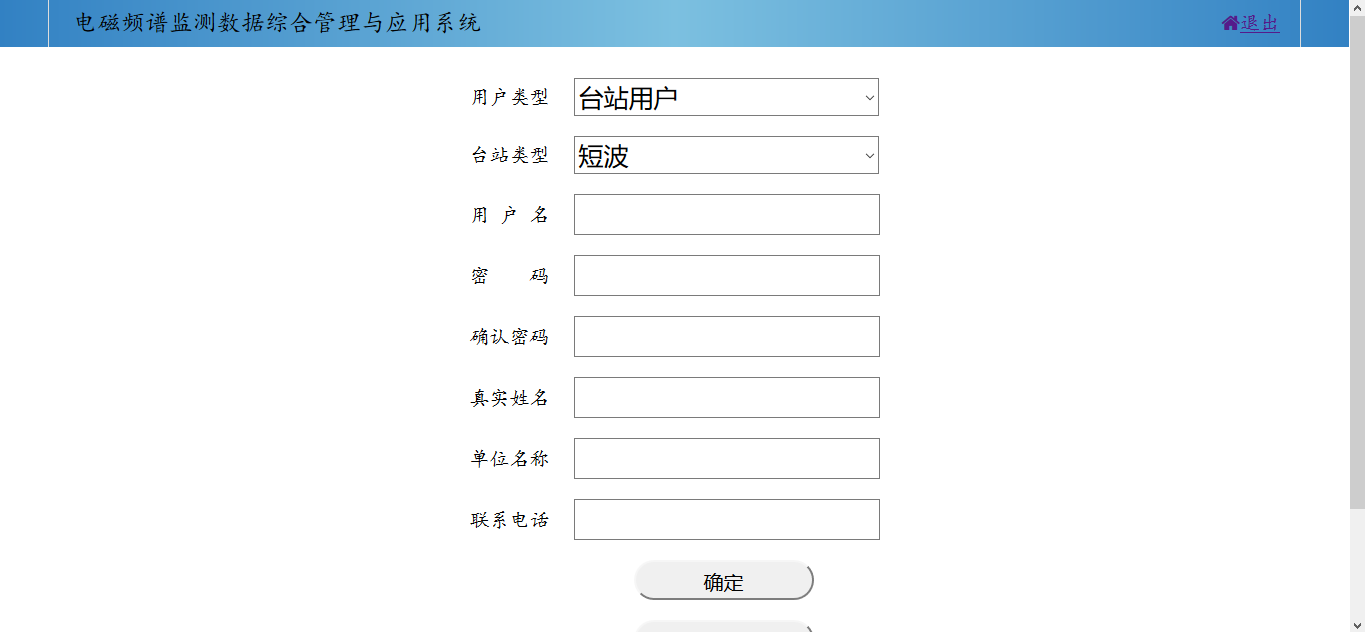 电磁频谱监测数据综合管理与应用系统
退出
用户类型 台站用户
台站类型 短波
用 户 名
密 码
确认密码
真实姓名
单位名称
联系电话
确定